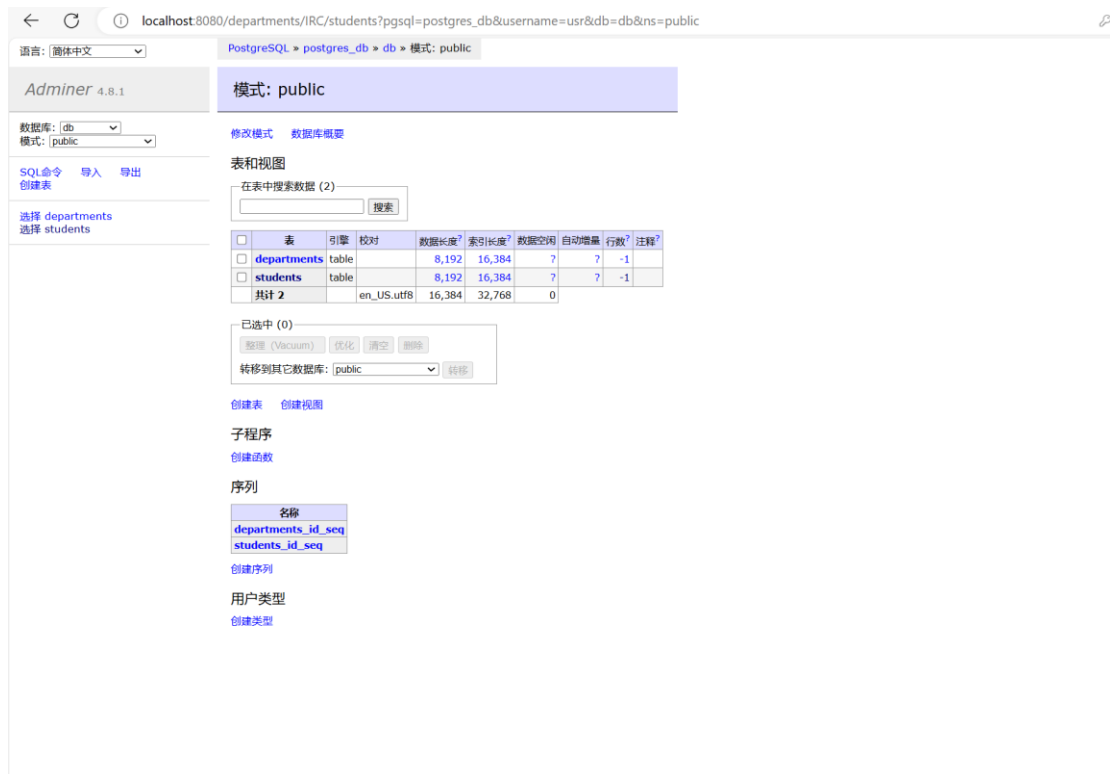 localhost:8080/departments/IRC/students?pgsql=postgres_db&username=usr&db=db&ns=public
语言: 简体中文
PostgreSQL » postgres_db » db » 模式: public
Adminer 4.8.1
模式: public
数据库: db
模式: public
修改模式 数据库概要
SQL命令 导入 导出
创建表
表和视图
在表中搜索数据 (2)
搜索
选择 departments
选择 students
表 引擎 校对 数据长度? 索引长度? 数据空闲 自动增量 行数? 注释?
departments table 8,192 16,384 ? ? -1
students table 8,192 16,384 ? ? -1
共计 2 en_US.utf8 16,384 32,768 0
已选中 (0)
整理 (Vacuum) 优化 清空 删除
转移到其它数据库: public 转移
创建表 创建视图
子程序
创建函数
序列
名称
departments_id_seq
students_id_seq
创建序列
用户类型
创建类型